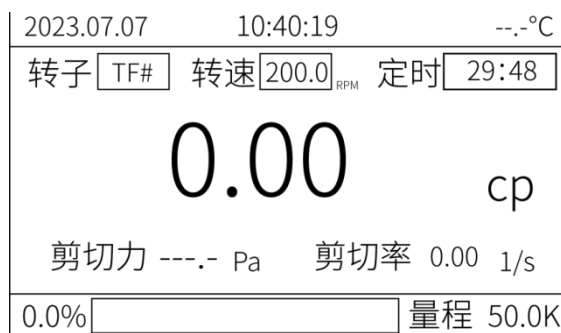 2023.07.07 10:40:19 --.-°C
转子 TF# 转速 200.0 RPM 定时 29:48
0.00 cp
剪切力 ---.- Pa 剪切率 0.00 1/s
0.0% 量程 50.0K